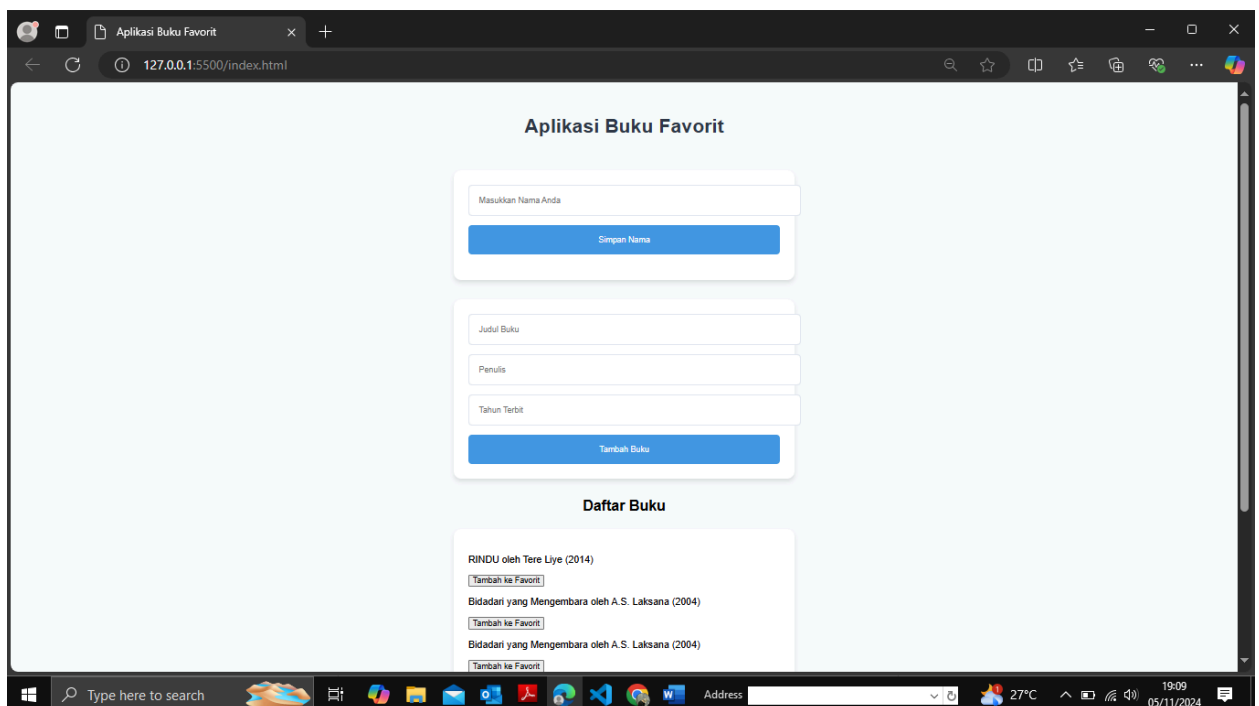 Aplikasi Buku Favorit
127.0.0.1:5500/index.html
Aplikasi Buku Favorit
Masukkan Nama Anda
Simpan Nama
Judul Buku
Penulis
Tahun Terbit
Tambah Buku
Daftar Buku
RINDU oleh Tere Liye (2014)
Tambah ke Favorit
Bidadari yang Mengembara oleh A.S. Laksana (2004)
Tambah ke Favorit
Bidadari yang Mengembara oleh A.S. Laksana (2004)
Tambah ke Favorit
Type here to search
Address
27°C
19:09
05/11/2024